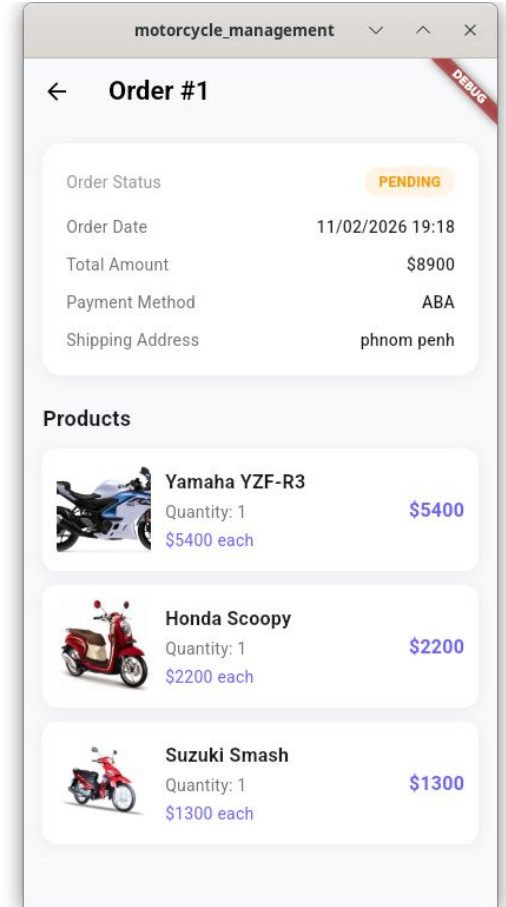 motorcycle_management
Order #1
DEBUG
Order Status PENDING
Order Date 11/02/2026 19:18
Total Amount $8900
Payment Method ABA
Shipping Address phnom penh
Products
Yamaha YZF-R3
Quantity: 1 $5400
$5400 each
Honda Scoopy
Quantity: 1 $2200
$2200 each
Suzuki Smash
Quantity: 1 $1300
$1300 each